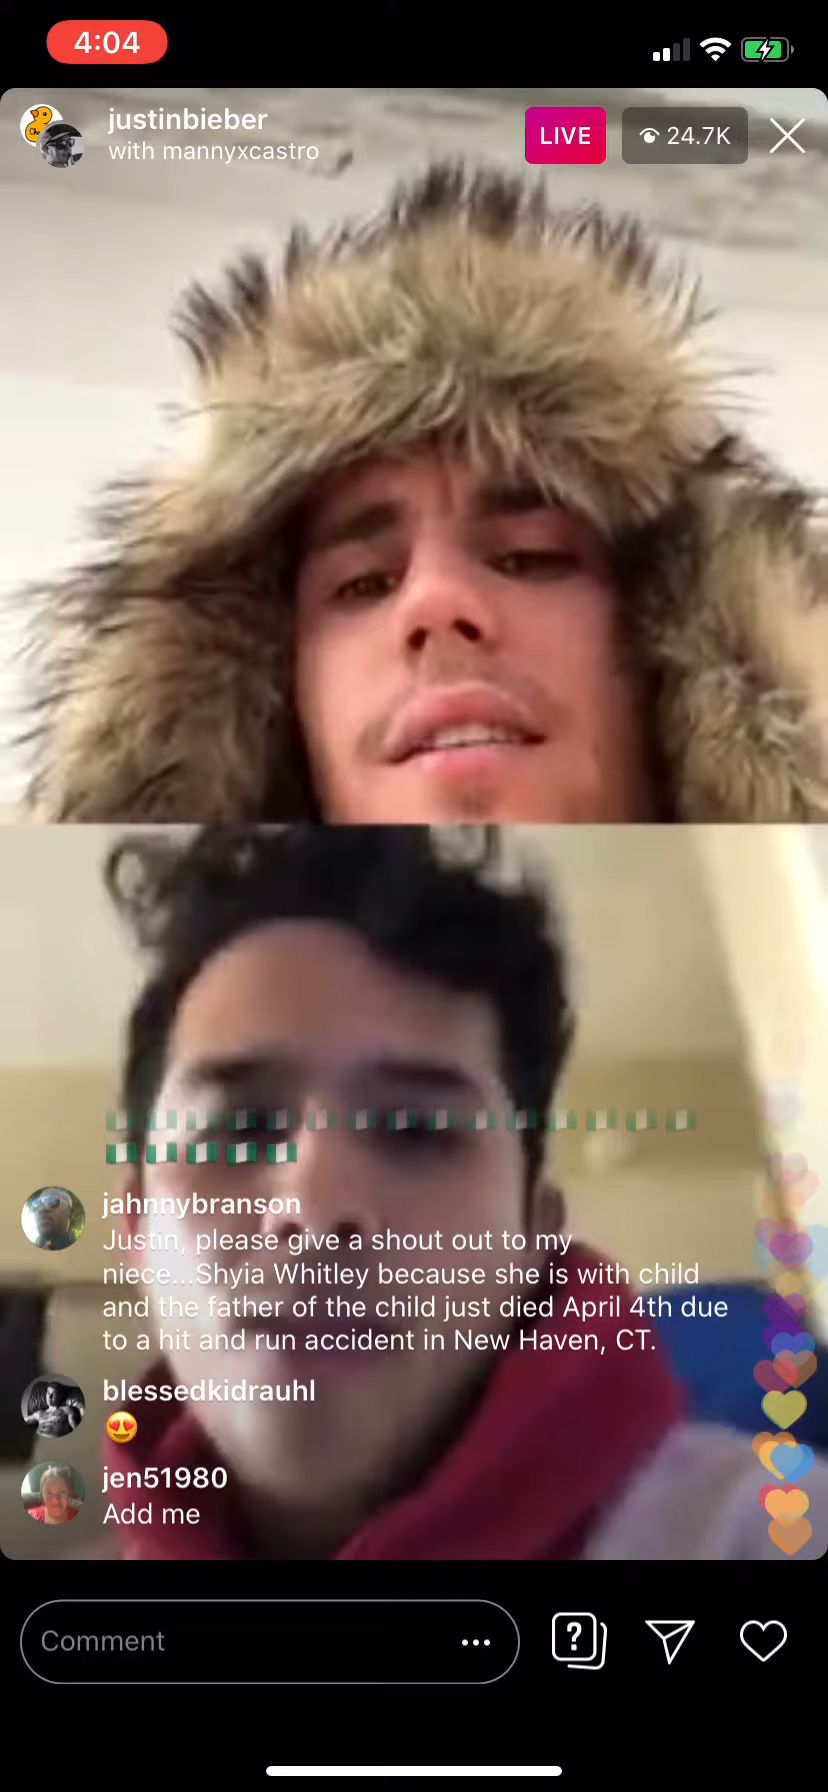 4:04
justinbieber
with mannyxcastro
LIVE
24.7K
jahnnybranson
Justin, please give a shout out to my
niece...Shyia Whitley because she is with child
and the father of the child just died April 4th due
to a hit and run accident in New Haven, CT.
blessedkidrauhl
jen51980
Add me
Comment